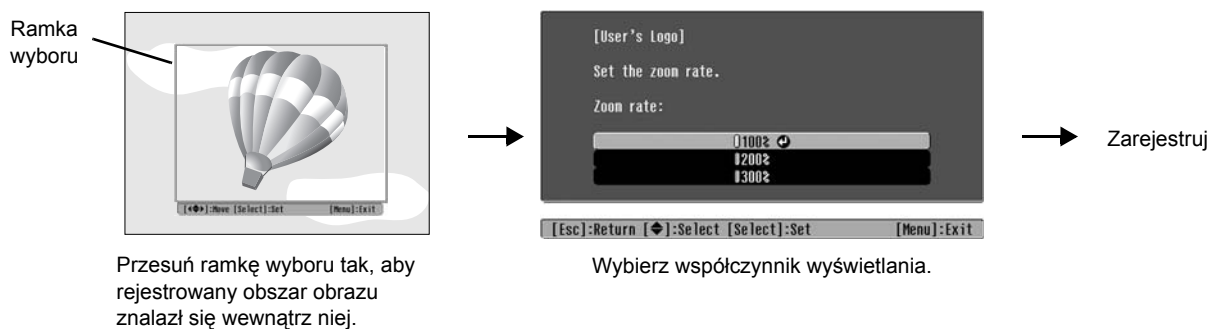 Ramka
wyboru
[User's Logo]
Set the zoom rate.
Zoom rate:
100%
200%
300%
Zarejestruj
[ ]:Move [Select]:Set [Menu]:Exit
[Esc]:Return [ ]:Select [Select]:Set [Menu]:Exit
Przesuń ramkę wyboru tak, aby
rejestrowany obszar obrazu
znalazł się wewnątrz niej.
Wybierz współczynnik wyświetlania.